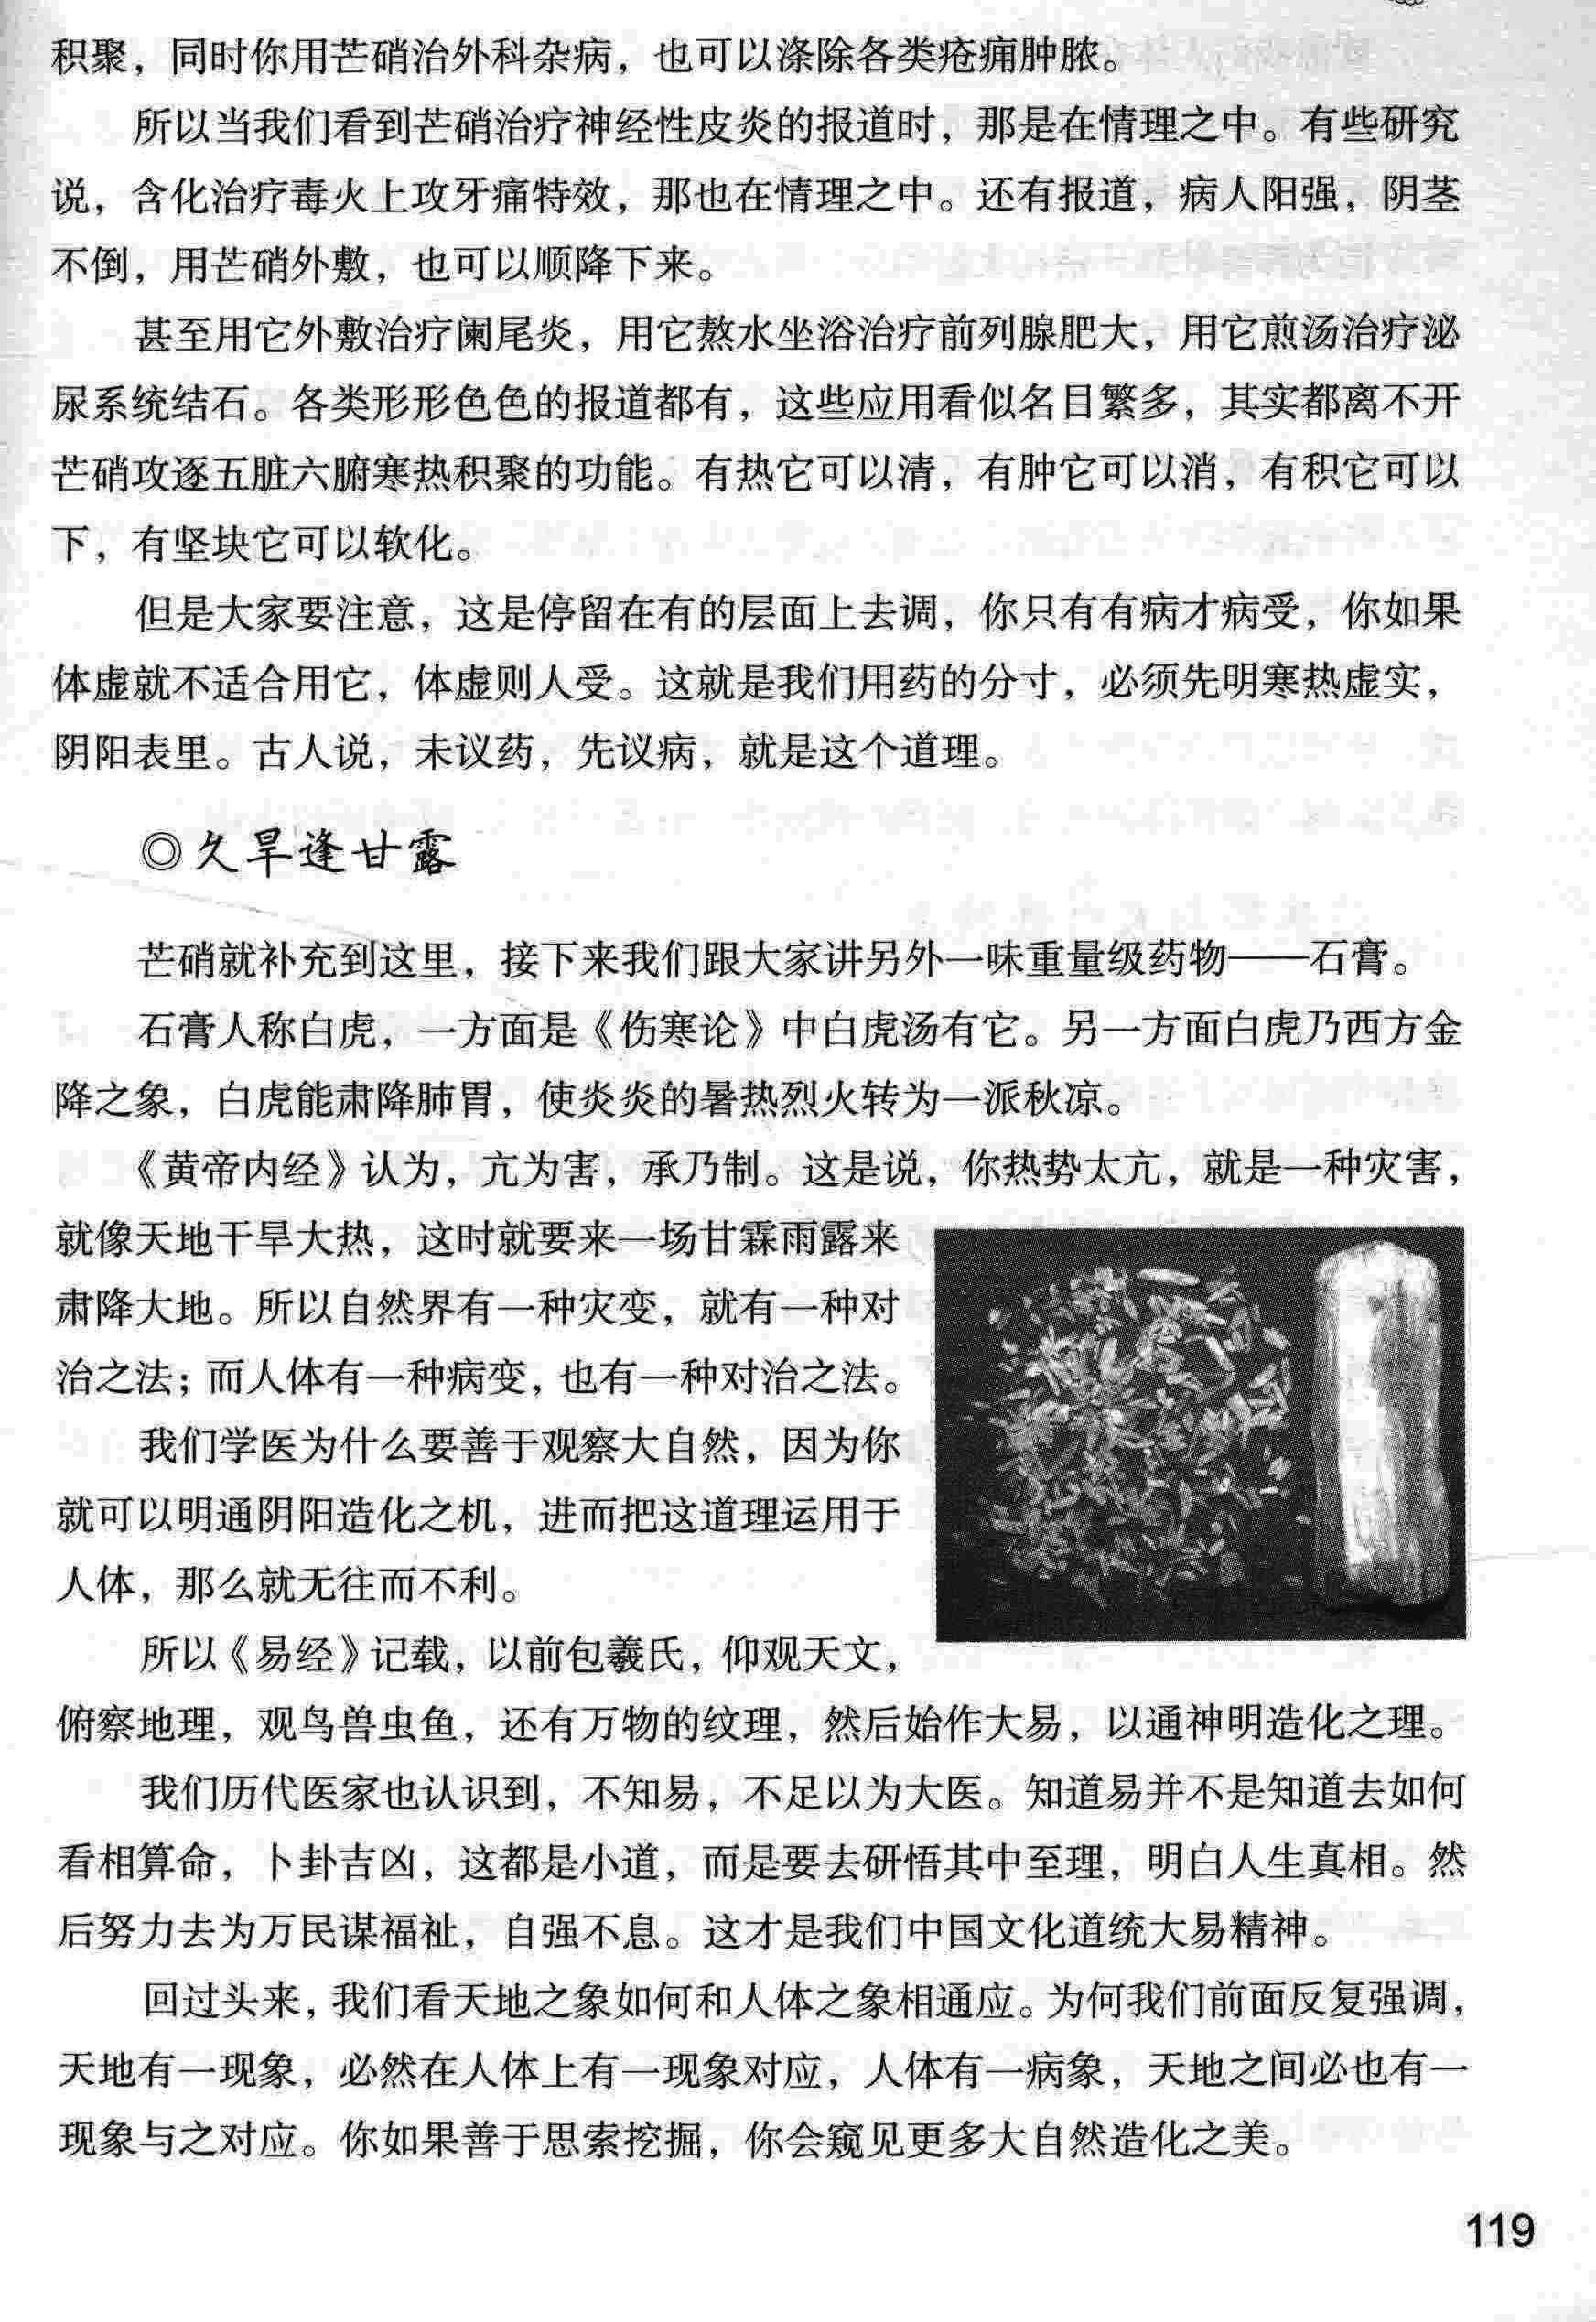 积聚，同时你用芒硝治外科杂病，也可以涤除各类疮痈肿脓。
所以当我们看到芒硝治疗神经性皮炎的报道时，那是在情理之中。有些研究
说，含化治疗毒火上攻牙痛特效，那也在情理之中。还有报道，病人阳强，阴茎
不倒，用芒硝外敷，也可以顺降下来。
甚至用它外敷治疗阑尾炎，用它熬水坐浴治疗前列腺肥大，用它煎汤治疗泌
尿系统结石。各类形形色色的报道都有，这些应用看似名目繁多，其实都离不开
芒硝攻逐五脏六腑寒热积聚的功能。有热它可以清，有肿它可以消，有积它可以
下，有坚块它可以软化。
但是大家要注意，这是停留在有的层面上去调，你只有有病才病受，你如果
体虚就不适合用它，体虚则人受。这就是我们用药的分寸，必须先明寒热虚实，
阴阳表里。古人说，未议药，先议病，就是这个道理。
◎久旱逢甘露
芒硝就补充到这里，接下来我们跟大家讲另外一味重量级药物——石膏。
石膏人称白虎，一方面是《伤寒论》中白虎汤有它。另一方面白虎乃西方金
降之象，白虎能肃降肺胃，使炎炎的暑热烈火转为一派秋凉。
《黄帝内经》认为，亢为害，承乃制。这是说，你热势太亢，就是一种灾害，
就像天地干旱大热，这时就要来一场甘霖雨露来
肃降大地。所以自然界有一种灾变，就有一种对
治之法；而人体有一种病变，也有一种对治之法。
我们学医为什么要善于观察大自然，因为你
就可以明通阴阳造化之机，进而把这道理运用于
人体，那么就无往而不利。
所以《易经》记载，以前包羲氏，仰观天文，
俯察地理，观鸟兽虫鱼，还有万物的纹理，然后始作大易，以通神明造化之理。
我们历代医家也认识到，不知易，不足以为大医。知道易并不是知道去如何
看相算命，卜卦吉凶，这都是小道，而是要去研悟其中至理，明白人生真相。然
后努力去为万民谋福祉，自强不息。这才是我们中国文化道统大易精神。
回过头来，我们看天地之象如何和人体之象相通应。为何我们前面反复强调，
天地有一现象，必然在人体上有一现象对应，人体有一病象，天地之间必也有一
现象与之对应。你如果善于思索挖掘，你会窥见更多大自然造化之美。
119